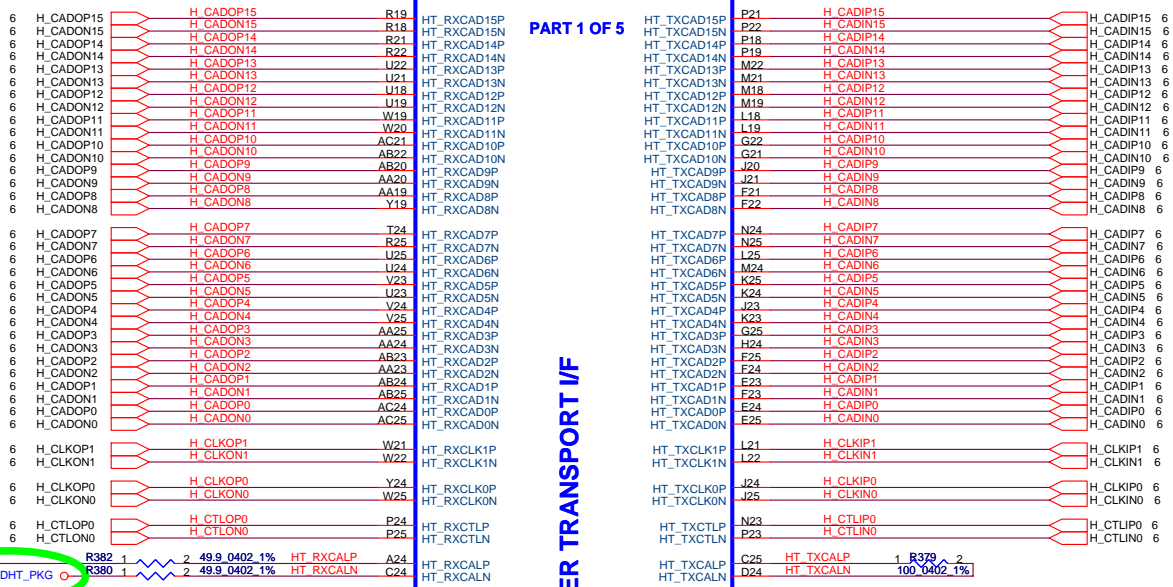 PART 1 OF 5
6 H_CADOP15 H_CADOP15 R19 HT_RXCAD15P HT_TXCAD15P P21 H_CADIP15 H_CADIP15 6
6 H_CADON15 H_CADON15 R18 HT_RXCAD15N HT_TXCAD15N P22 H_CADIN15 H_CADIN15 6
6 H_CADOP14 H_CADOP14 R21 HT_RXCAD14P HT_TXCAD14P P18 H_CADIP14 H_CADIP14 6
6 H_CADON14 H_CADON14 R22 HT_RXCAD14N HT_TXCAD14N P19 H_CADIN14 H_CADIN14 6
6 H_CADOP13 H_CADOP13 U22 HT_RXCAD13P HT_TXCAD13P M22 H_CADIP13 H_CADIP13 6
6 H_CADON13 H_CADON13 U21 HT_RXCAD13N HT_TXCAD13N M21 H_CADIN13 H_CADIN13 6
6 H_CADOP12 H_CADOP12 U18 HT_RXCAD12P HT_TXCAD12P M18 H_CADIP12 H_CADIP12 6
6 H_CADON12 H_CADON12 U19 HT_RXCAD12N HT_TXCAD12N M19 H_CADIN12 H_CADIN12 6
6 H_CADOP11 H_CADOP11 W19 HT_RXCAD11P HT_TXCAD11P L18 H_CADIP11 H_CADIP11 6
6 H_CADON11 H_CADON11 W20 HT_RXCAD11N HT_TXCAD11N L19 H_CADIN11 H_CADIN11 6
6 H_CADOP10 H_CADOP10 AC21 HT_RXCAD10P HT_TXCAD10P G22 H_CADIP10 H_CADIP10 6
6 H_CADON10 H_CADON10 AB22 HT_RXCAD10N HT_TXCAD10N G21 H_CADIN10 H_CADIN10 6
6 H_CADOP9 H_CADOP9 AB20 HT_RXCAD9P HT_TXCAD9P J20 H_CADIP9 H_CADIP9 6
6 H_CADON9 H_CADON9 AA20 HT_RXCAD9N HT_TXCAD9N J21 H_CADIN9 H_CADIN9 6
6 H_CADOP8 H_CADOP8 AA19 HT_RXCAD8P HT_TXCAD8P F21 H_CADIP8 H_CADIP8 6
6 H_CADON8 H_CADON8 Y19 HT_RXCAD8N HT_TXCAD8N F22 H_CADIN8 H_CADIN8 6
6 H_CADOP7 H_CADOP7 T24 HT_RXCAD7P HT_TXCAD7P N24 H_CADIP7 H_CADIP7 6
6 H_CADON7 H_CADON7 R25 HT_RXCAD7N HT_TXCAD7N N25 H_CADIN7 H_CADIN7 6
6 H_CADOP6 H_CADOP6 U25 HT_RXCAD6P HT_TXCAD6P L25 H_CADIP6 H_CADIP6 6
6 H_CADON6 H_CADON6 U24 HT_RXCAD6N HT_TXCAD6N M24 H_CADIN6 H_CADIN6 6
6 H_CADOP5 H_CADOP5 V23 HT_RXCAD5P HT_TXCAD5P K25 H_CADIP5 H_CADIP5 6
6 H_CADON5 H_CADON5 U23 HT_RXCAD5N HT_TXCAD5N K24 H_CADIN5 H_CADIN5 6
6 H_CADOP4 H_CADOP4 V24 HT_RXCAD4P HT_TXCAD4P J23 H_CADIP4 H_CADIP4 6
6 H_CADON4 H_CADON4 V25 HT_RXCAD4N HT_TXCAD4N K23 H_CADIN4 H_CADIN4 6
6 H_CADOP3 H_CADOP3 AA25 HT_RXCAD3P HT_TXCAD3P G25 H_CADIP3 H_CADIP3 6
6 H_CADON3 H_CADON3 AA24 HT_RXCAD3N HT_TXCAD3N H24 H_CADIN3 H_CADIN3 6
6 H_CADOP2 H_CADOP2 AB23 HT_RXCAD2P HT_TXCAD2P F25 H_CADIP2 H_CADIP2 6
6 H_CADON2 H_CADON2 AA23 HT_RXCAD2N HT_TXCAD2N F24 H_CADIN2 H_CADIN2 6
6 H_CADOP1 H_CADOP1 AB24 HT_RXCAD1P HT_TXCAD1P E23 H_CADIP1 H_CADIP1 6
6 H_CADON1 H_CADON1 AB25 HT_RXCAD1N HT_TXCAD1N F23 H_CADIN1 H_CADIN1 6
6 H_CADOP0 H_CADOP0 AC24 HT_RXCAD0P HT_TXCAD0P E24 H_CADIP0 H_CADIP0 6
6 H_CADON0 H_CADON0 AC25 HT_RXCAD0N HT_TXCAD0N E25 H_CADIN0 H_CADIN0 6
6 H_CLKOP1 H_CLKOP1 W21 HT_RXCLK1P HT_TXCLK1P L21 H_CLKIP1 H_CLKIP1 6
6 H_CLKON1 H_CLKON1 W22 HT_RXCLK1N HT_TXCLK1N L22 H_CLKIN1 H_CLKIN1 6
6 H_CLKOP0 H_CLKOP0 Y24 HT_RXCLK0P HT_TXCLK0P J24 H_CLKIP0 H_CLKIP0 6
6 H_CLKON0 H_CLKON0 W25 HT_RXCLK0N HT_TXCLK0N J25 H_CLKIN0 H_CLKIN0 6
6 H_CTLOP0 H_CTLOP0 P24 HT_RXCTLP HT_TXCTLP N23 H_CTLIP0 H_CTLIP0 6
6 H_CTLON0 H_CTLON0 P25 HT_RXCTLN HT_TXCTLN P23 H_CTLIN0 H_CTLIN0 6
R382 1 2 49.9_0402_1% HT_RXCALP A24 HT_RXCALP HT_TXCALP C25 HT_TXCALP 1 R379 2
DHT_PKG R380 1 2 49.9_0402_1% HT_RXCALN C24 HT_RXCALN HT_TXCALN D24 HT_TXCALN 100_0402_1%
ER TRANSPORT I/F